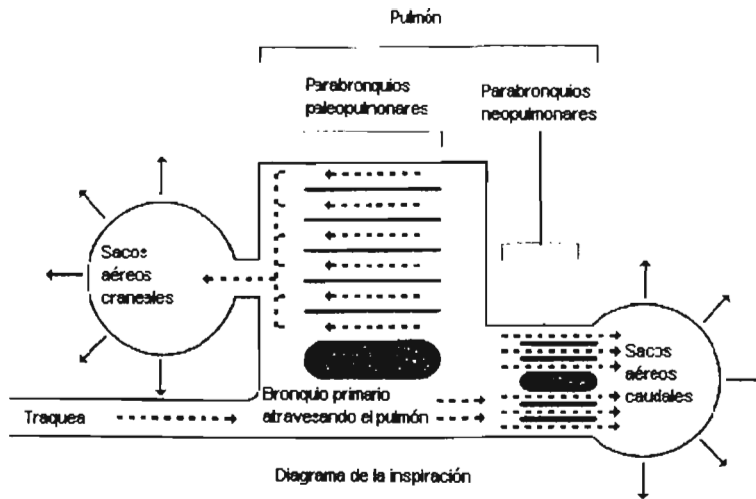 Pulmón
Parabronquios
paleopulmonares
Parabronquios
neopulmonares
Sacos
aéreos
craneales
Sacos
aéreos
caudales
Bronquio primario
atravesando el pulmón
Traquea
Diagrama de la inspiración